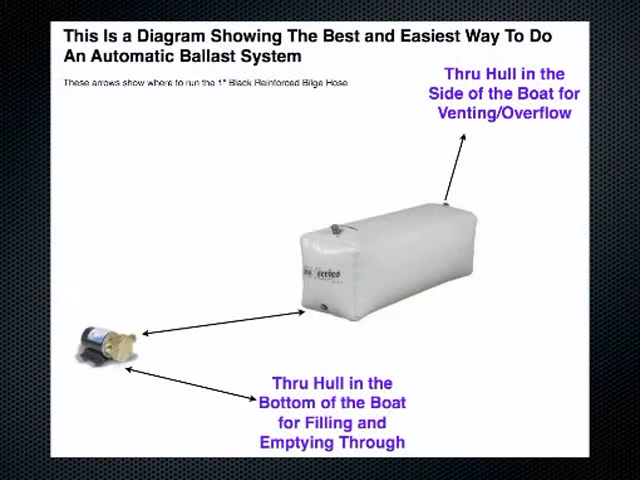 This Is a Diagram Showing The Best and Easiest Way To Do
An Automatic Ballast System
These arrows show where to run the 1" Black Reinforced Bilge Hose
Thru Hull in the
Side of the Boat for
Venting/Overflow
series
Thru Hull in the
Bottom of the Boat
for Filling and
Emptying Through